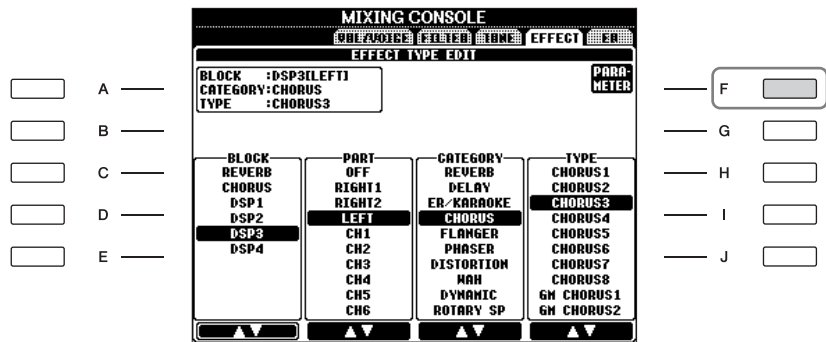 MIXING CONSOLE
VOL/VOICE FILTER TUNE EFFECT EQ
EFFECT TYPE EDIT
BLOCK :DSP3[LEFT]
CATEGORY:CHORUS
TYPE :CHORUS3
PARA-
METER
A
B
C
D
E
F
G
H
I
J
BLOCK
REVERB
CHORUS
DSP1
DSP2
DSP3
DSP4
PART
OFF
RIGHT1
RIGHT2
LEFT
CH1
CH2
CH3
CH4
CH5
CH6
CATEGORY
REVERB
DELAY
ER/KARAOKE
CHORUS
FLANGER
PHASER
DISTORTION
WAH
DYNAMIC
ROTARY SP
TYPE
CHORUS1
CHORUS2
CHORUS3
CHORUS4
CHORUS5
CHORUS6
CHORUS7
CHORUS8
GM CHORUS1
GM CHORUS2